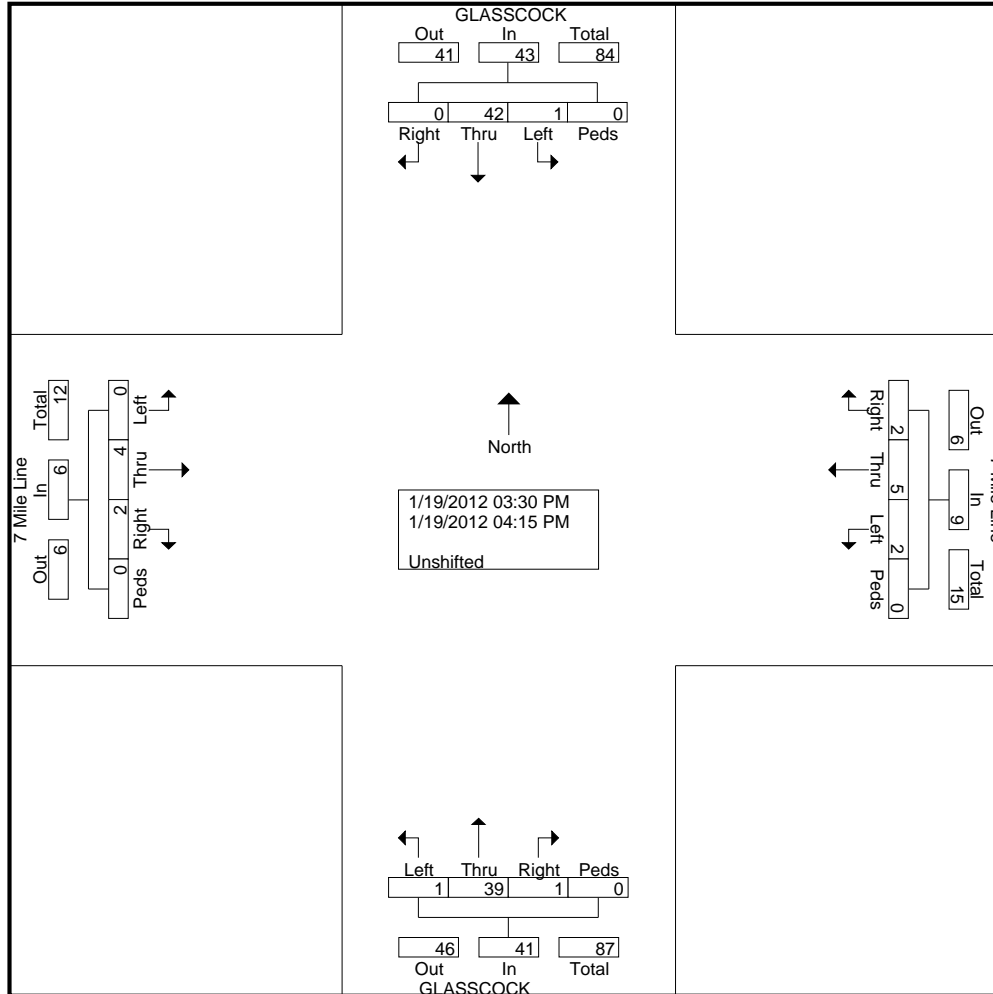 GLASSCOCK
Out In Total
41 43 84
0 42 1 0
Right Thru Left Peds
7 Mile Line
Total In Out
12 6 6
0 4 2 0
Left Thru Right Peds
North
1/19/2012 03:30 PM
1/19/2012 04:15 PM
Unshifted
Right Thru Left Peds
2 5 2 0
Out In Total
6 9 15
Mile Line
Left Thru Right Peds
1 39 1 0
46 41 87
Out In Total
GLASSCOCK